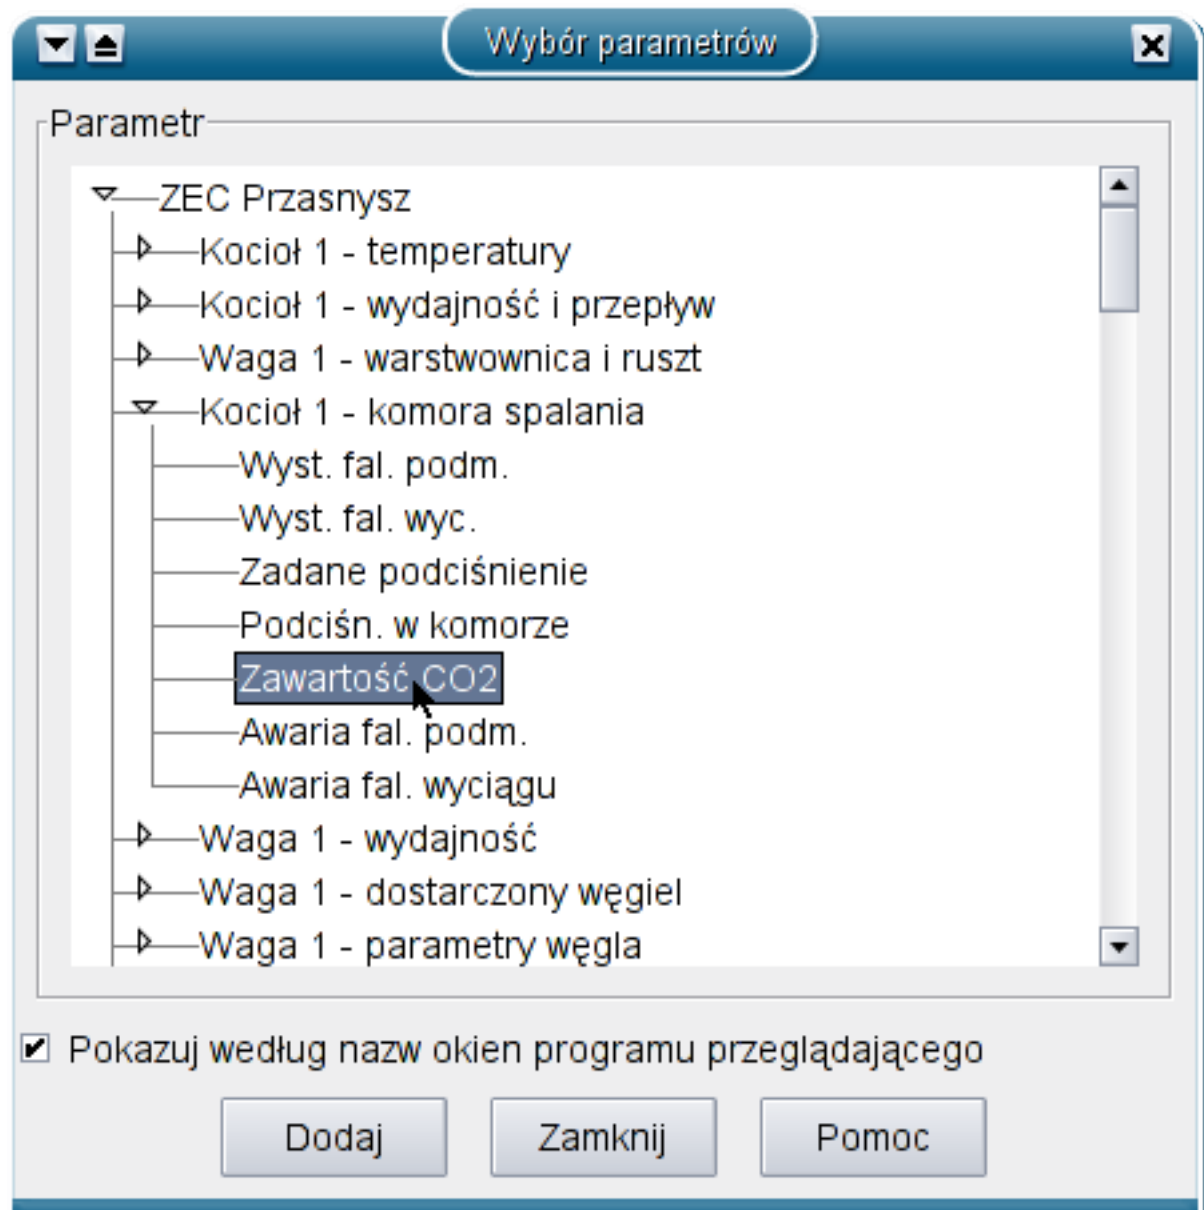 Wybór parametrów
Parametr
ZEC Przasnysz
Kocioł 1 - temperatury
Kocioł 1 - wydajność i przepływ
Waga 1 - warstwownica i ruszt
Kocioł 1 - komora spalania
Wyst. fal. podm.
Wyst. fal. wyc.
Zadane podciśnienie
Podciśn. w komorze
Zawartość CO2
Awaria fal. podm.
Awaria fal. wyciągu
Waga 1 - wydajność
Waga 1 - dostarczony węgiel
Waga 1 - parametry węgla
Pokazuj według nazw okien programu przeglądającego
Dodaj Zamknij Pomoc